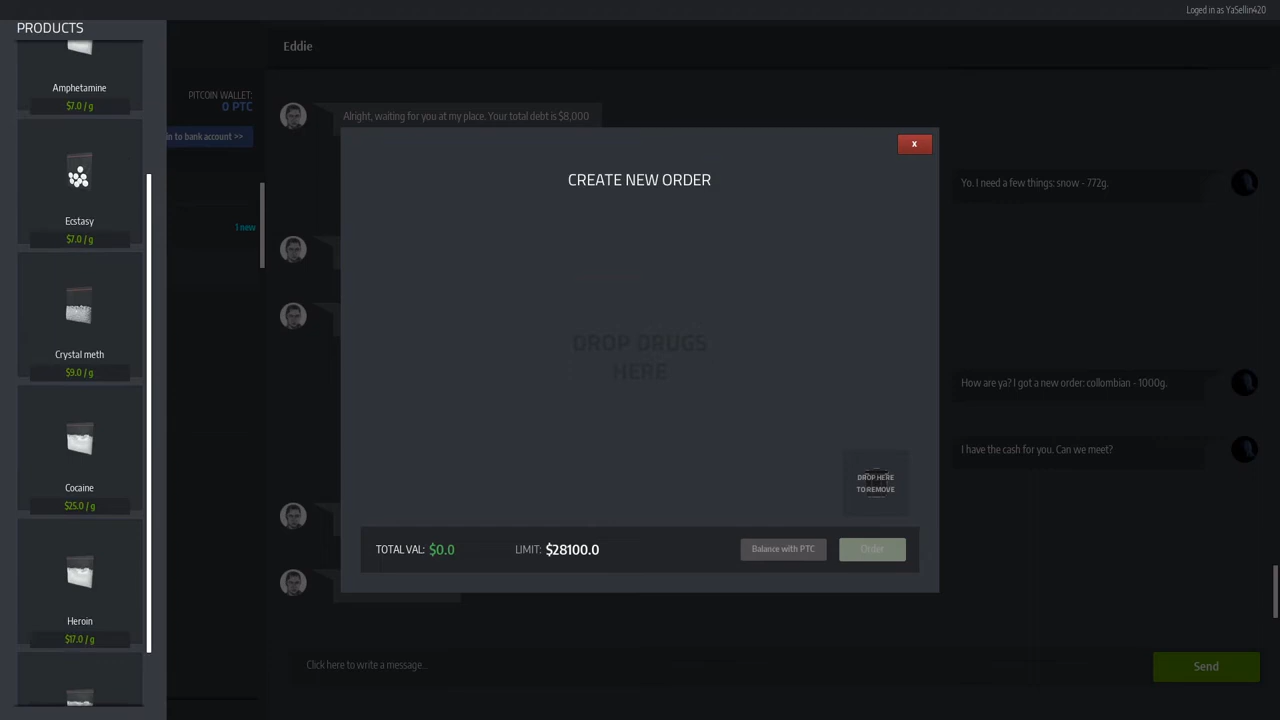 Loged in as YaSellin420
PRODUCTS
Amphetamine
$7.0 / g
Ecstasy
$7.0 / g
Crystal meth
$9.0 / g
Cocaine
$25.0 / g
Heroin
$17.0 / g
PITCOIN WALLET:
0 PTC
in to bank account >>
1 new
Eddie
Alright, waiting for you at my place. Your total debt is $8,000
Yo. I need a few things: snow - 772g.
How are ya? I got a new order: collombian - 1000g.
I have the cash for you. Can we meet?
x
CREATE NEW ORDER
DROP DRUGS
HERE
DROP HERE
TO REMOVE
TOTAL VAL: $0.0
LIMIT: $28100.0
Balance with PTC
Order
Click here to write a message...
Send